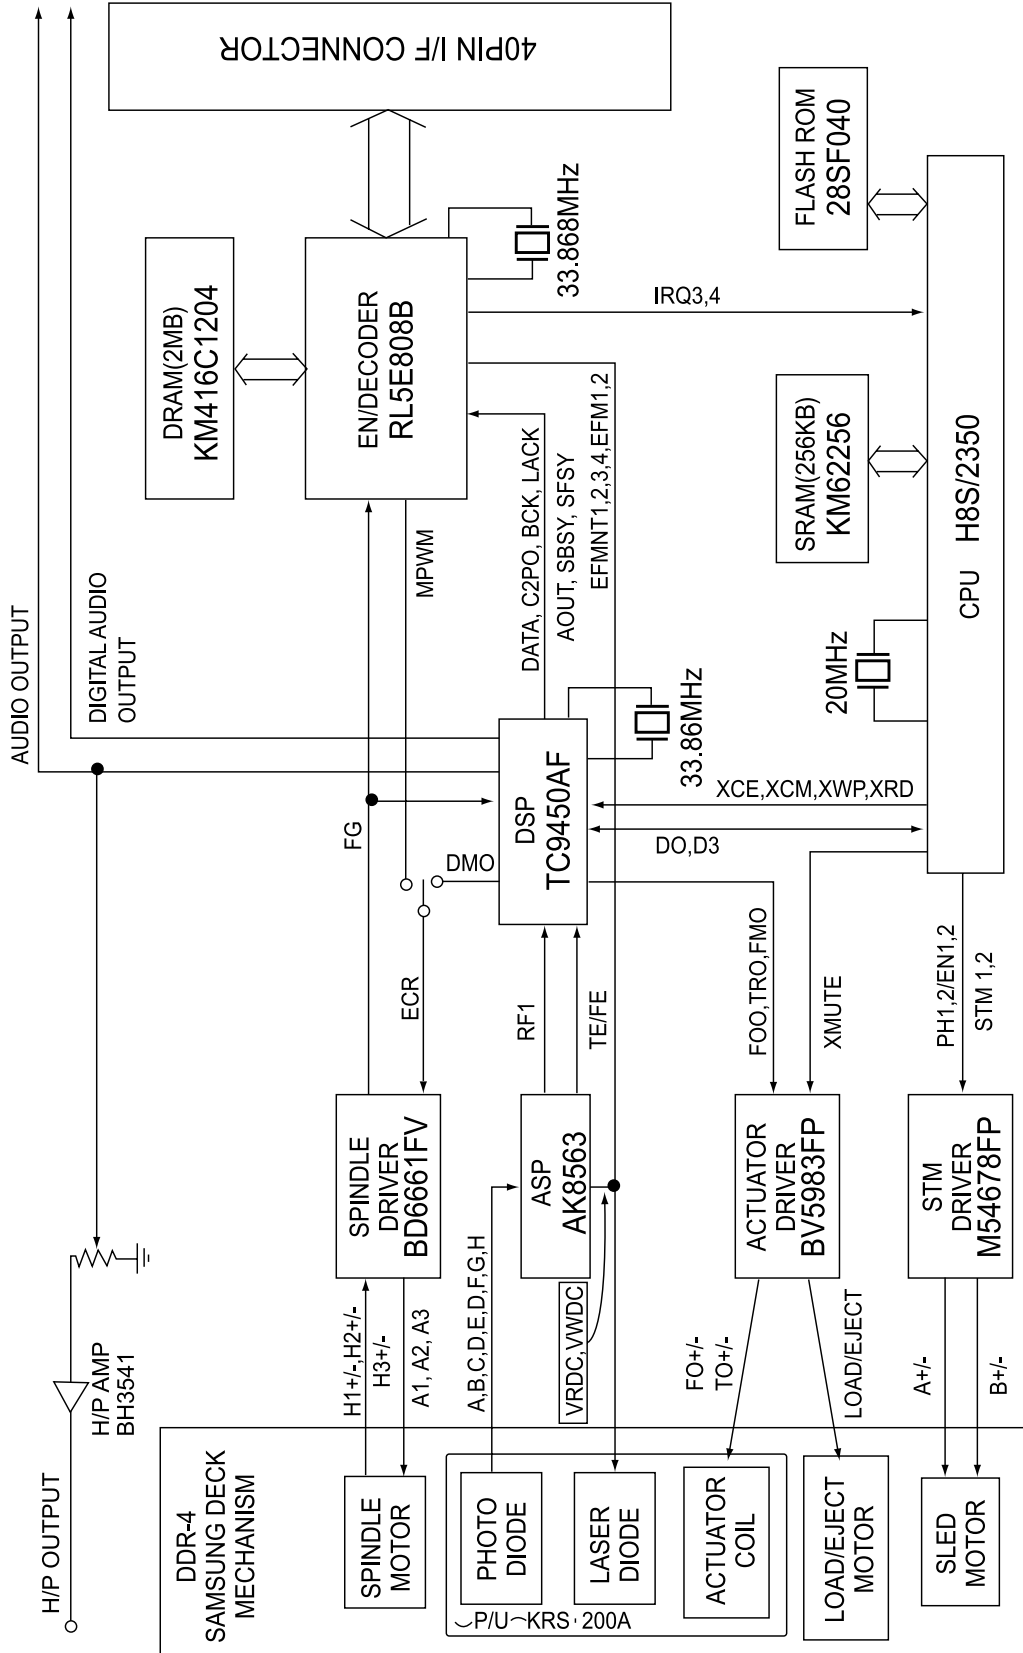 H/P OUTPUT
H/P AMP
BH3541
AUDIO OUTPUT
DIGITAL AUDIO
OUTPUT
40PIN I/F CONNECTOR
DDR-4
SAMSUNG DECK
MECHANISM
DRAM(2MB)
KM416C1204
SPINDLE
MOTOR
H1+/-,H2+/-
H3+/-
A1, A2, A3
SPINDLE
DRIVER
BD6661FV
FG
ECR
MPWM
DMO
EN/DECODER
RL5E808B
33.868MHz
PHOTO
DIODE
LASER
DIODE
ACTUATOR
COIL
P/U KRS 200A
A,B,C,D,E,D,F,G,H
VRDC,VWDC
ASP
AK8563
RF1
TE/FE
DSP
TC9450AF
33.86MHz
DATA, C2PO, BCK, LACK
AOUT, SBSY, SFSY
EFMNT1,2,3,4,EFM1,2
IRQ3,4
FO+/-
TO+/-
LOAD/EJECT
ACTUATOR
DRIVER
BV5983FP
FOO,TRO,FMO
XMUTE
DO,D3
XCE,XCM,XWP,XRD
20MHz
SRAM(256KB)
KM62256
FLASH ROM
28SF040
LOAD/EJECT
MOTOR
SLED
MOTOR
A+/-
B+/-
STM
DRIVER
M54678FP
PH1,2/EN1,2
STM 1,2
CPU H8S/2350